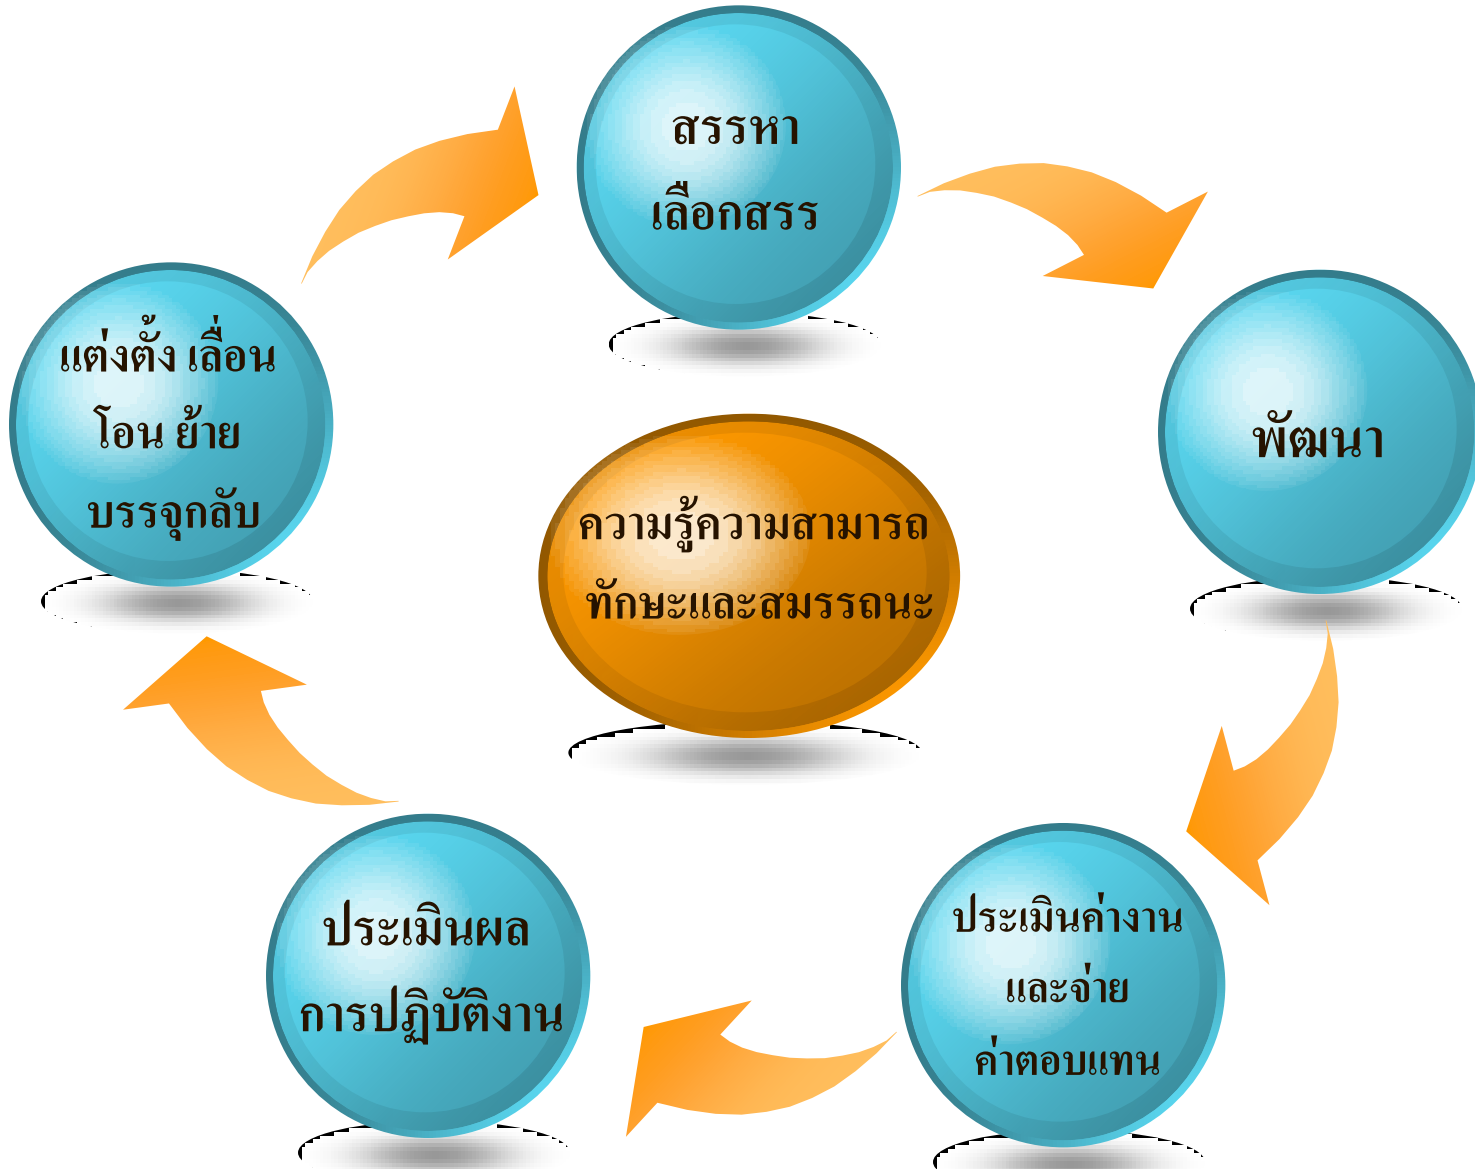 สรรหา
เลือกสรร
พัฒนา
ประเมินค่างาน
และจ่าย
ค่าตอบแทน
ประเมินผล
การปฏิบัติงาน
แต่งตั้ง เลื่อน
โอน ย้าย
บรรจุกลับ
ความรู้ความสามารถ
ทักษะและสมรรถนะ